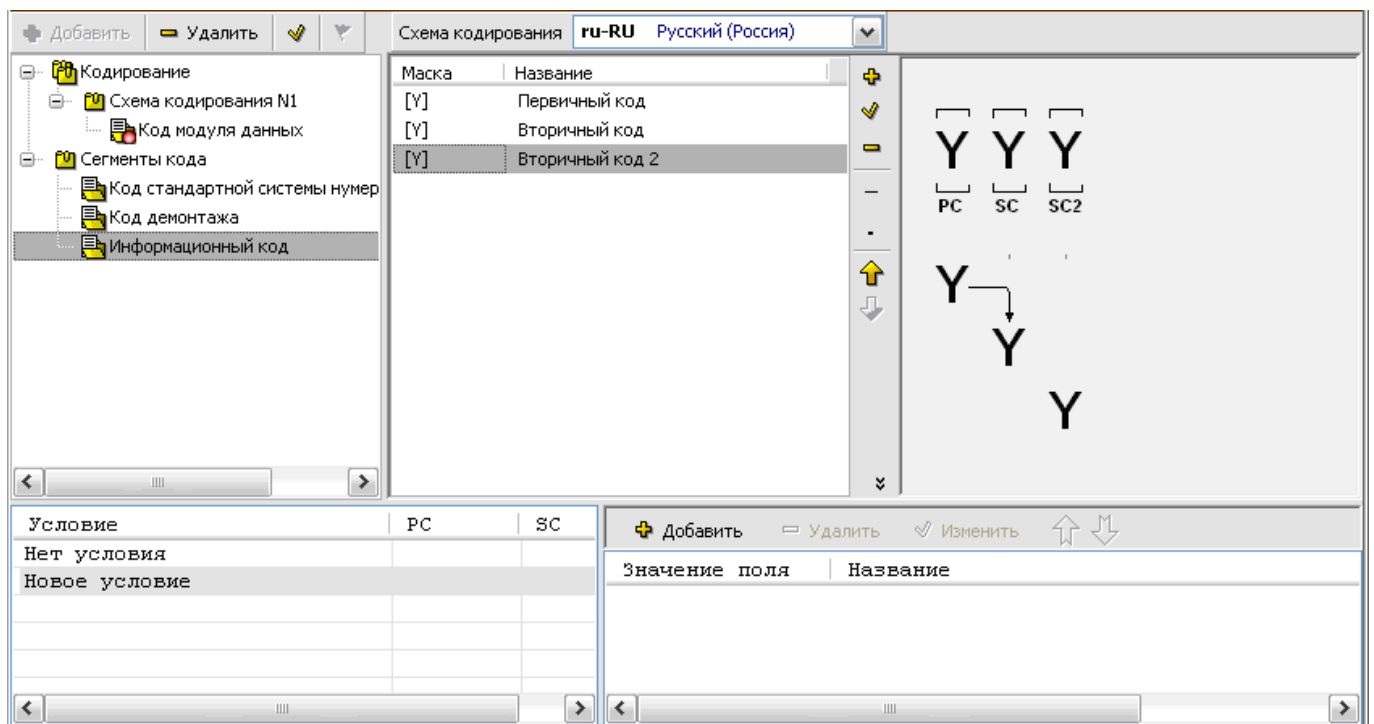 Добавить Удалить Схема кодирования ru-RU Русский (Россия)
Кодирование
Схема кодирования N1
Код модуля данных
Сегменты кода
Код стандартной системы нумер
Код демонтажа
Информационный код
Маска Название
[Y] Первичный код
[Y] Вторичный код
[Y] Вторичный код 2
Y Y Y
PC SC SC2
Y
Y
Y
Условие PC SC
Нет условия
Новое условие
Добавить Удалить Изменить
Значение поля Название